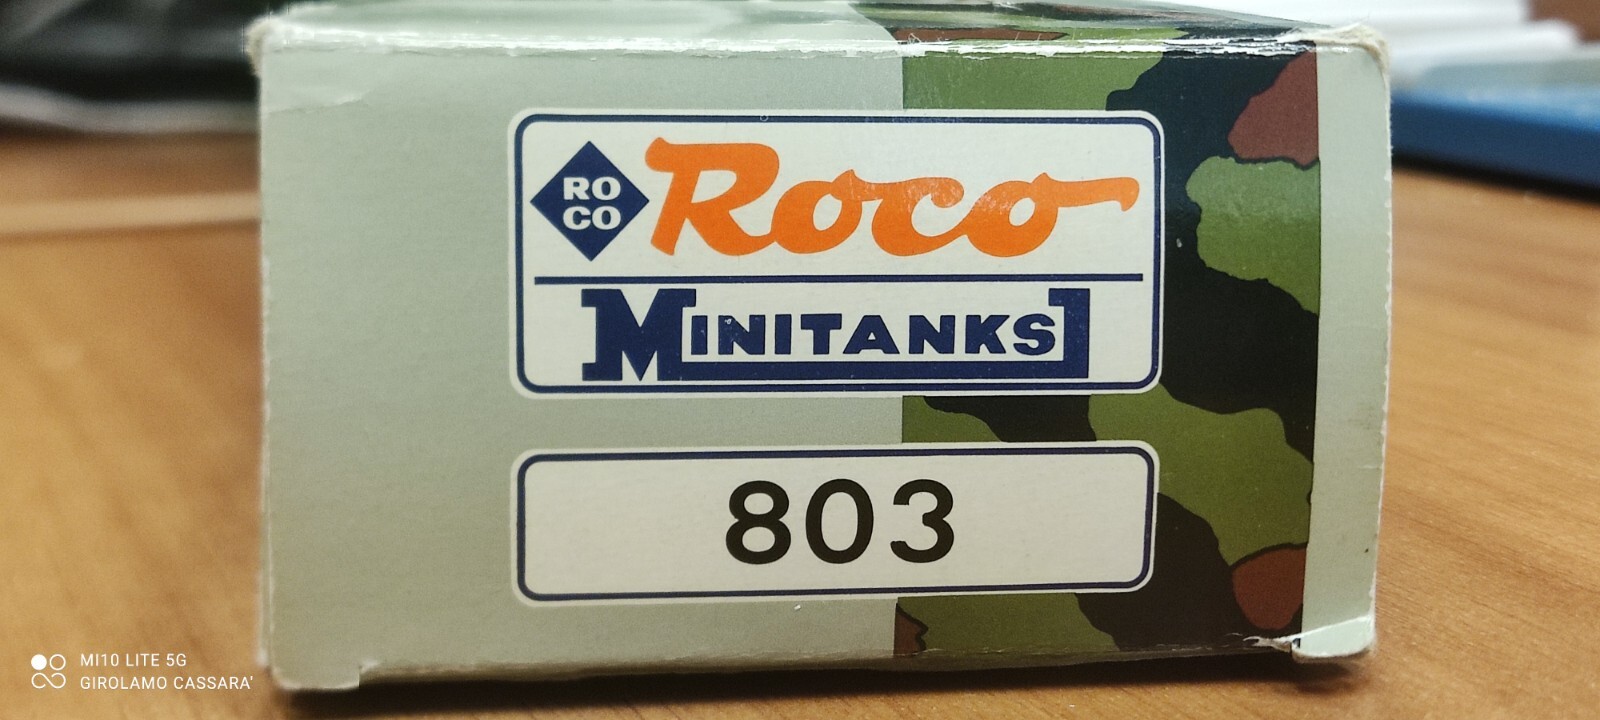 RO
CO
Roco
MINITANKS
803
MI10 LITE 5G
GIROLAMO CASSARA'